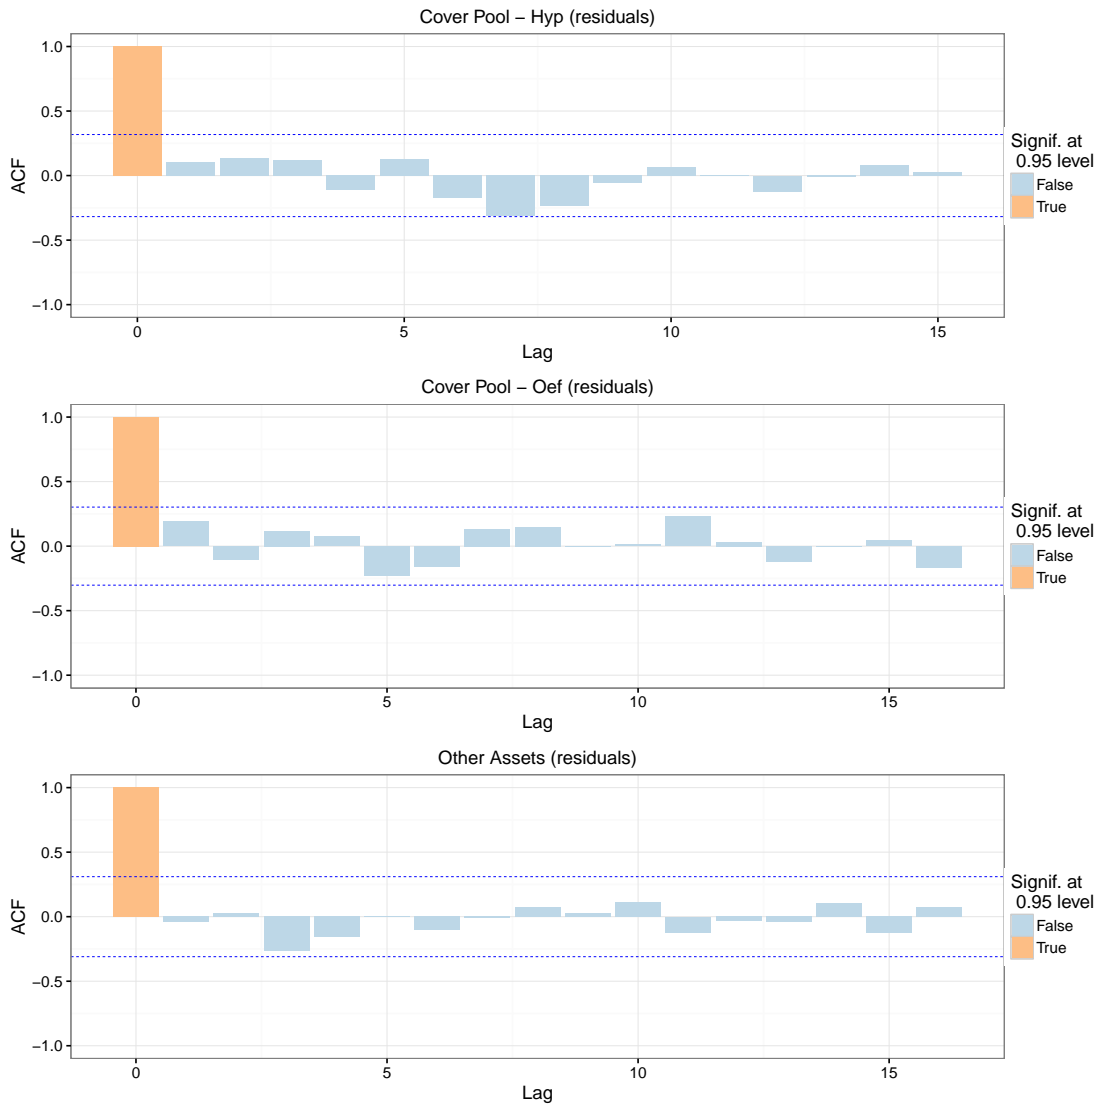 Cover Pool − Hyp (residuals)
1.0
0.5
0.0
−0.5
−1.0
ACF
0
5
10
15
Lag
Signif. at
0.95 level
False
True
Cover Pool − Oef (residuals)
1.0
0.5
0.0
−0.5
−1.0
ACF
0
5
10
15
Lag
Signif. at
0.95 level
False
True
Other Assets (residuals)
1.0
0.5
0.0
−0.5
−1.0
ACF
0
5
10
15
Lag
Signif. at
0.95 level
False
True